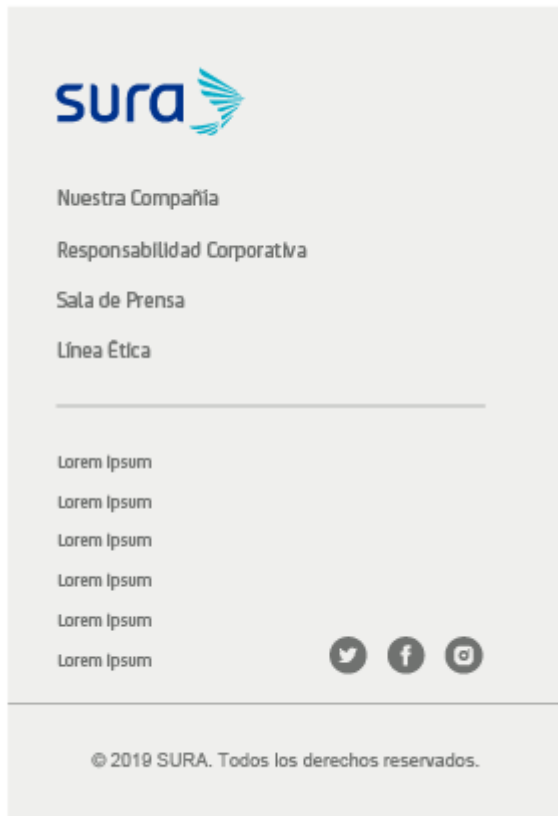 sura
Nuestra Compañía
Responsabilidad Corporativa
Sala de Prensa
Línea Ética
Lorem Ipsum
Lorem Ipsum
Lorem Ipsum
Lorem Ipsum
Lorem Ipsum
Lorem Ipsum
© 2019 SURA. Todos los derechos reservados.